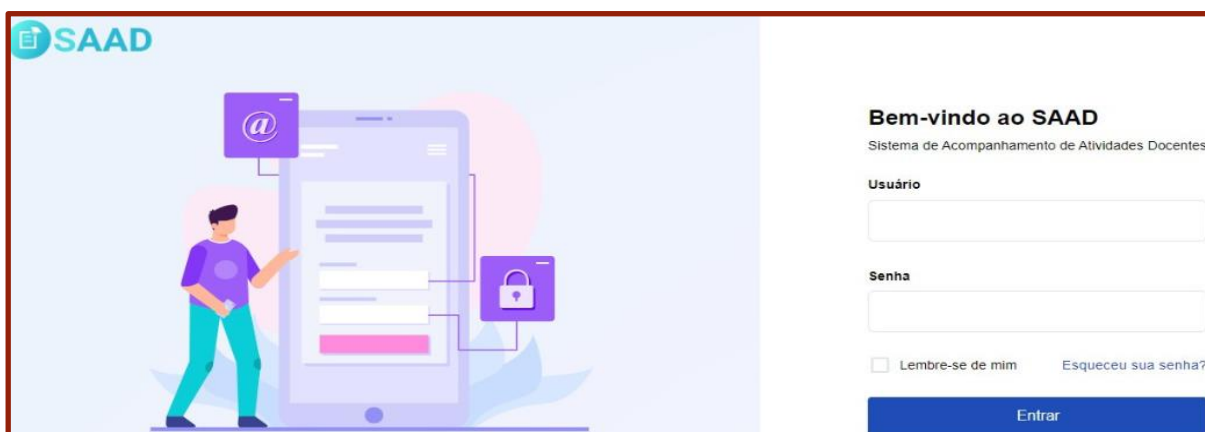 SAAD
@
Bem-vindo ao SAAD
Sistema de Acompanhamento de Atividades Docentes
Usuário
Senha
Lembre-se de mim
Esqueceu sua senha?
Entrar